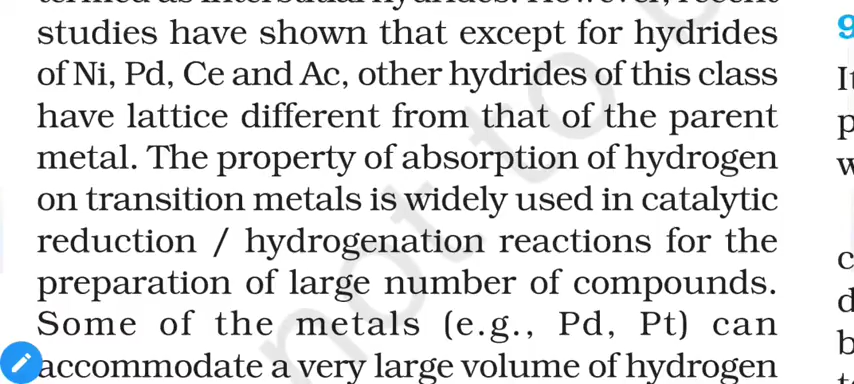 studies have shown that except for hydrides
of Ni, Pd, Ce and Ac, other hydrides of this class
have lattice different from that of the parent
metal. The property of absorption of hydrogen
on transition metals is widely used in catalytic
reduction / hydrogenation reactions for the
preparation of large number of compounds.
Some of the metals (e.g., Pd, Pt) can
accommodate a very large volume of hydrogen
not to
9